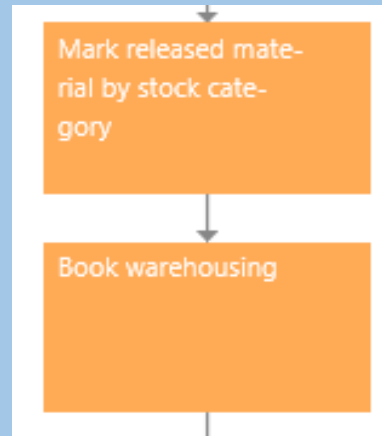 Mark released mate-
rial by stock cate-
gory
Book warehousing